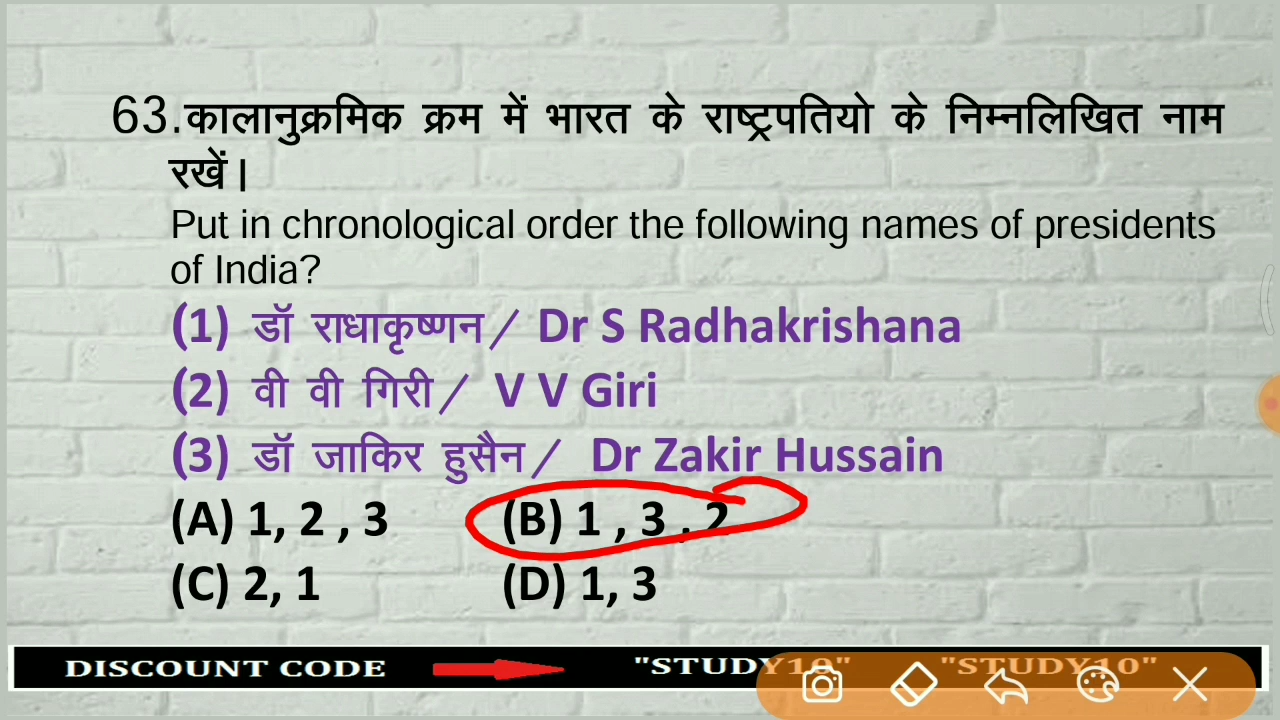 63.कालानुक्रमिक क्रम में भारत के राष्ट्रपतियो के निम्नलिखित नाम
रखें।
Put in chronological order the following names of presidents
of India?
(1) डॉ राधाकृष्णन/ Dr S Radhakrishana
(2) वी वी गिरी/ V V Giri
(3) डॉ जाकिर हुसैन/ Dr Zakir Hussain
(A) 1, 2 , 3 (B) 1 , 3 , 2
(C) 2, 1 (D) 1, 3
DISCOUNT CODE "STUDY10" "STUDY10"